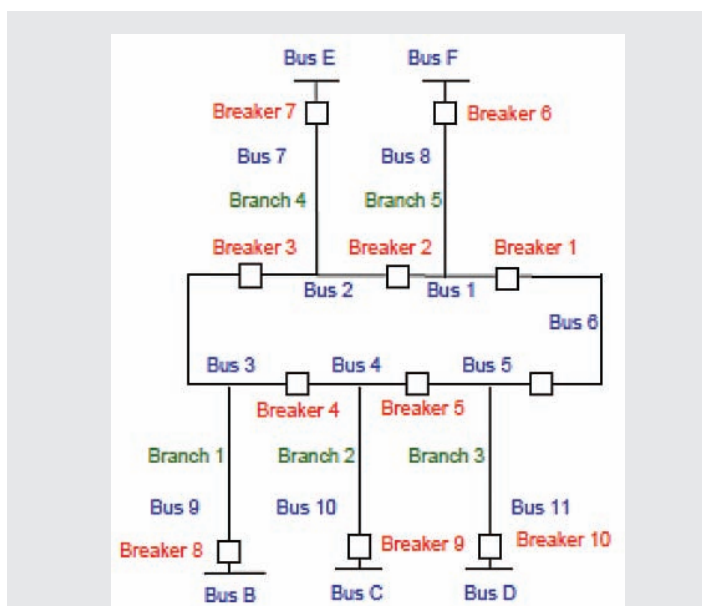 Bus E Bus F
Breaker 7 Breaker 6
Bus 7 Bus 8
Branch 4 Branch 5
Breaker 3 Breaker 2 Breaker 1
Bus 2 Bus 1
Bus 6
Bus 3 Bus 4 Bus 5
Breaker 4 Breaker 5
Branch 1 Branch 2 Branch 3
Bus 9 Bus 10 Bus 11
Breaker 8 Breaker 9 Breaker 10
Bus B Bus C Bus D